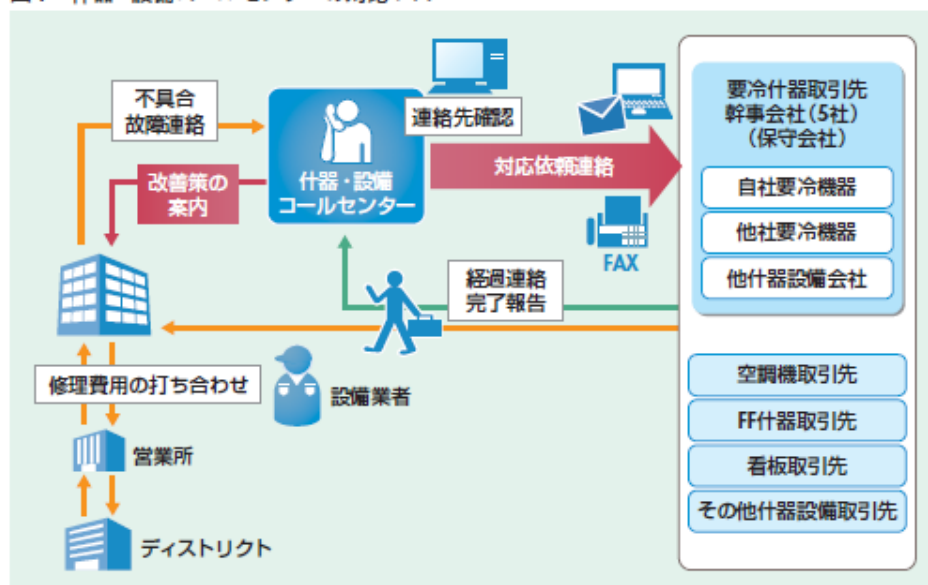 不具合
故障連絡
改善策の
案内
什器・設備
コールセンター
連絡先確認
対応依頼連絡
FAX
要冷什器取引先
幹事会社(5社)
(保守会社)
自社要冷機器
他社要冷機器
他什器設備会社
経過連絡
完了報告
修理費用の打ち合わせ
設備業者
営業所
ディストリクト
空調機取引先
FF什器取引先
看板取引先
その他什器設備取引先